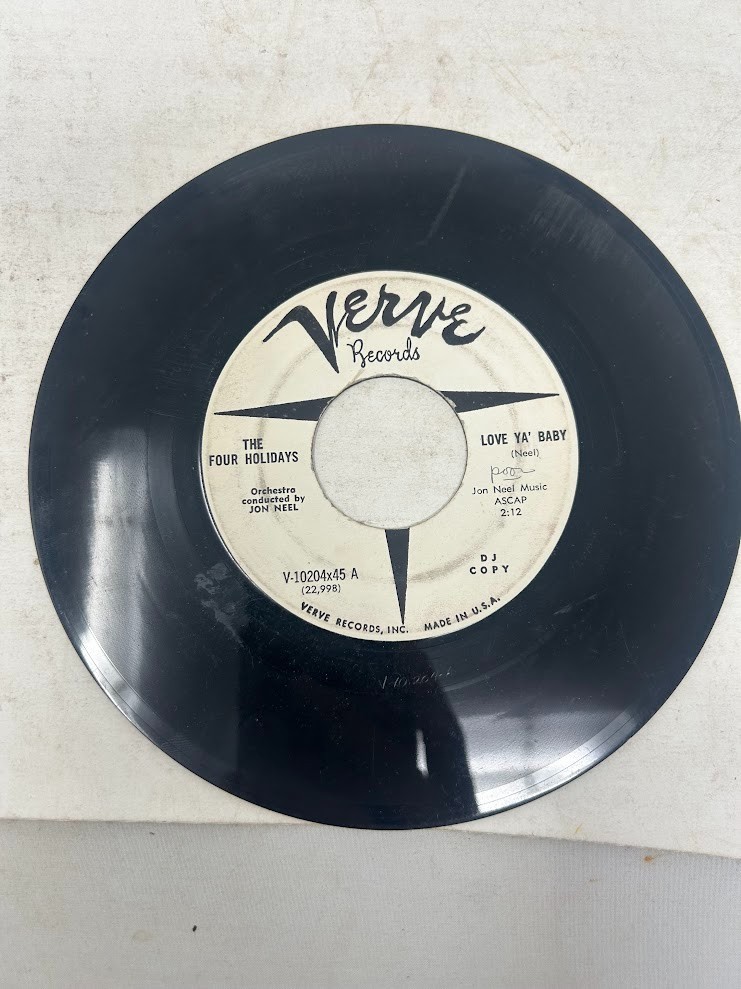 VERVE
Records
THE
FOUR HOLIDAYS
Orchestra
conducted by
JON NEEL
LOVE YA' BABY
(Neel)
poor
Jon Neel Music
ASCAP
2:12
V-10204x45 A
(22,998)
DJ
COPY
VERVE RECORDS, INC. MADE IN U.S.A.